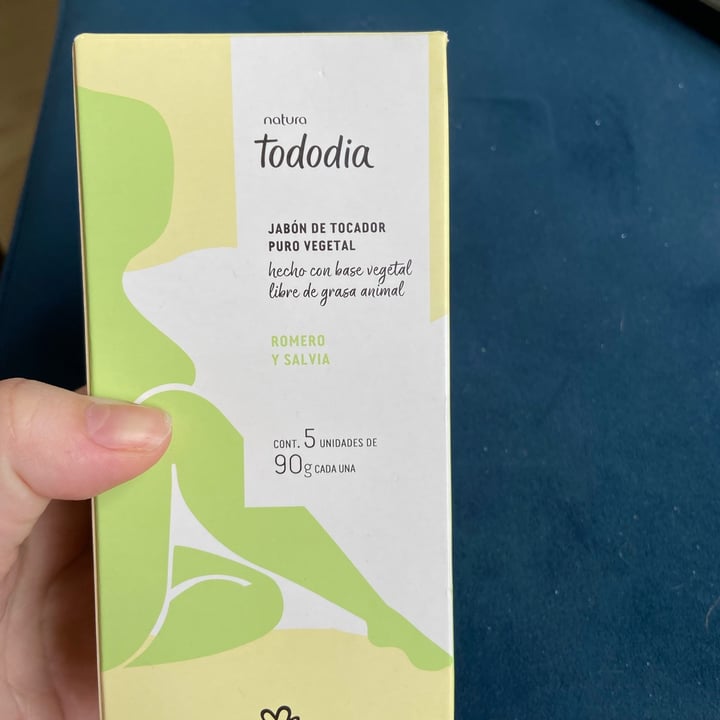 natura
tododia
JABÓN DE TOCADOR
PURO VEGETAL
hecho con base vegetal
libre de grasa animal
ROMERO
Y SALVIA
CONT. 5 UNIDADES DE
90g CADA UNA